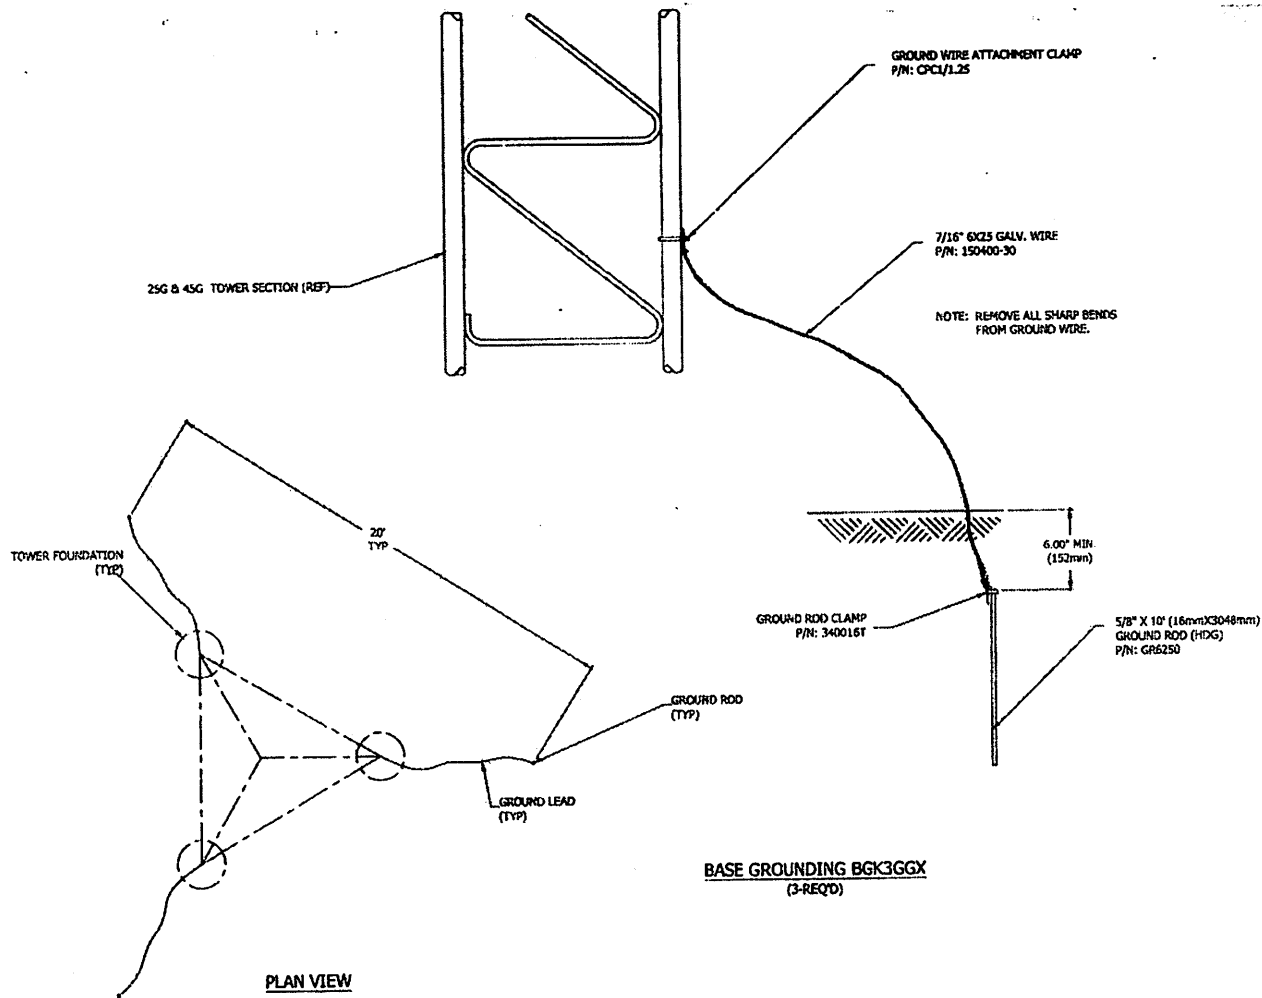 GROUND WIRE ATTACHMENT CLAMP
P/N: CPC1/1.25
7/16" 6X25 GALV. WIRE
P/N: 150400-30
25G & 45G TOWER SECTION (REF)
NOTE: REMOVE ALL SHARP BENDS
FROM GROUND WIRE.
20'
TYP
TOWER FOUNDATION
(TYP)
6.00" MIN.
(152mm)
GROUND ROD CLAMP
P/N: 340016T
5/8" X 10' (16mmX3048mm)
GROUND ROD (HDG)
P/N: GR6250
GROUND ROD
(TYP)
GROUND LEAD
(TYP)
BASE GROUNDING BGK3GGX
(3-REQ'D)
PLAN VIEW